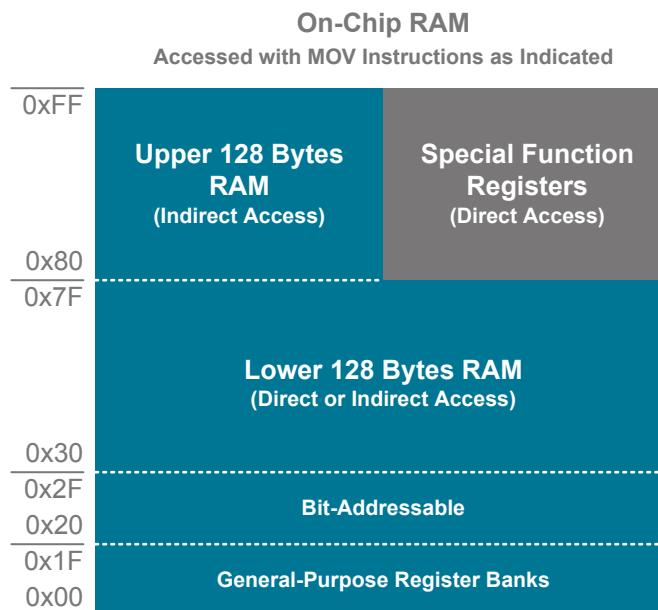 On-Chip RAM
Accessed with MOV Instructions as Indicated
0xFF
Upper 128 Bytes
RAM
(Indirect Access)
Special Function
Registers
(Direct Access)
0x80
0x7F
Lower 128 Bytes RAM
(Direct or Indirect Access)
0x30
0x2F
Bit-Addressable
0x20
0x1F
General-Purpose Register Banks
0x00